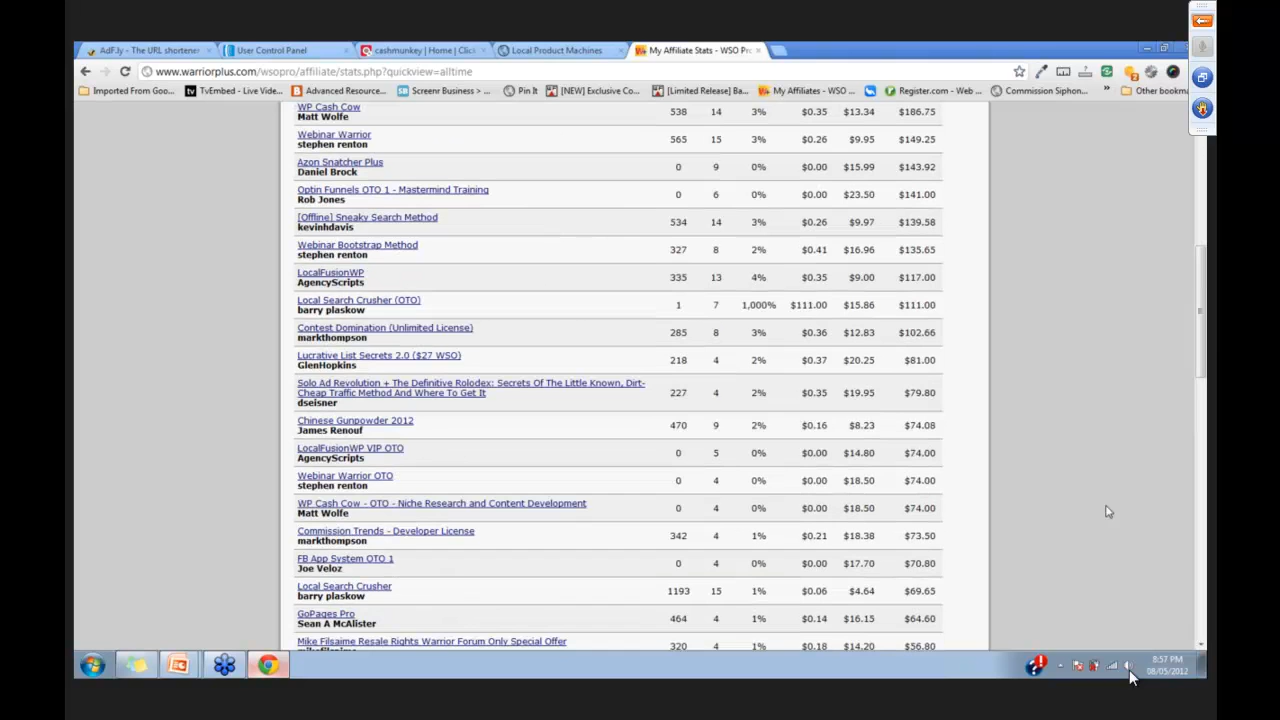 AdF.ly - The URL shortene
User Control Panel
cashmunkey | Home | Click
Local Product Machines
My Affiliate Stats - WSO Pro
www.warriorplus.com/wsopro/affiliate/stats.php?quickview=alltime
Imported From Goo...
TvEmbed - Live Vide...
Advanced Resource...
Screenr Business > ...
Pin It
[NEW] Exclusive Co...
[Limited Release] Ba...
My Affiliates - WSO ...
Register.com - Web ...
Commission Siphon...
»
Other bookma
WP Cash Cow
Matt Wolfe
538 14 3% $0.35 $13.34 $186.75
Webinar Warrior
stephen renton
565 15 3% $0.26 $9.95 $149.25
Azon Snatcher Plus
Daniel Brock
0 9 0% $0.00 $15.99 $143.92
Optin Funnels OTO 1 - Mastermind Training
Rob Jones
0 6 0% $0.00 $23.50 $141.00
[Offline] Sneaky Search Method
kevinhdavis
534 14 3% $0.26 $9.97 $139.58
Webinar Bootstrap Method
stephen renton
327 8 2% $0.41 $16.96 $135.65
LocalFusionWP
AgencyScripts
335 13 4% $0.35 $9.00 $117.00
Local Search Crusher (OTO)
barry plaskow
1 7 1,000% $111.00 $15.86 $111.00
Contest Domination (Unlimited License)
markthompson
285 8 3% $0.36 $12.83 $102.66
Lucrative List Secrets 2.0 ($27 WSO)
GlenHopkins
218 4 2% $0.37 $20.25 $81.00
Solo Ad Revolution + The Definitive Rolodex: Secrets Of The Little Known, Dirt-
Cheap Traffic Method And Where To Get It
dseisner
227 4 2% $0.35 $19.95 $79.80
Chinese Gunpowder 2012
James Renouf
470 9 2% $0.16 $8.23 $74.08
LocalFusionWP VIP OTO
AgencyScripts
0 5 0% $0.00 $14.80 $74.00
Webinar Warrior OTO
stephen renton
0 4 0% $0.00 $18.50 $74.00
WP Cash Cow - OTO - Niche Research and Content Development
Matt Wolfe
0 4 0% $0.00 $18.50 $74.00
Commission Trends - Developer License
markthompson
342 4 1% $0.21 $18.38 $73.50
FB App System OTO 1
Joe Veloz
0 4 0% $0.00 $17.70 $70.80
Local Search Crusher
barry plaskow
1193 15 1% $0.06 $4.64 $69.65
GoPages Pro
Sean A McAlister
464 4 1% $0.14 $16.15 $64.60
Mike Filsaime Resale Rights Warrior Forum Only Special Offer
320 4 1% $0.18 $14.20 $56.80
8:57 PM
08/05/2012